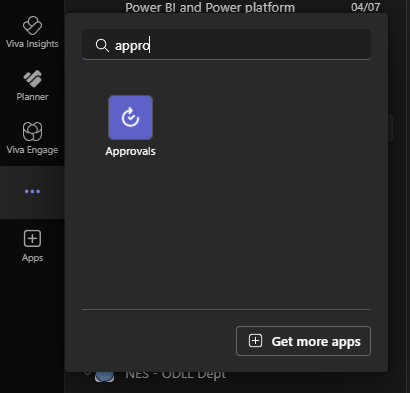 Power BI and Power platform
04/07
Viva Insights
appro
Planner
Approvals
Viva Engage
Apps
Get more apps
NES - ODLL Dept